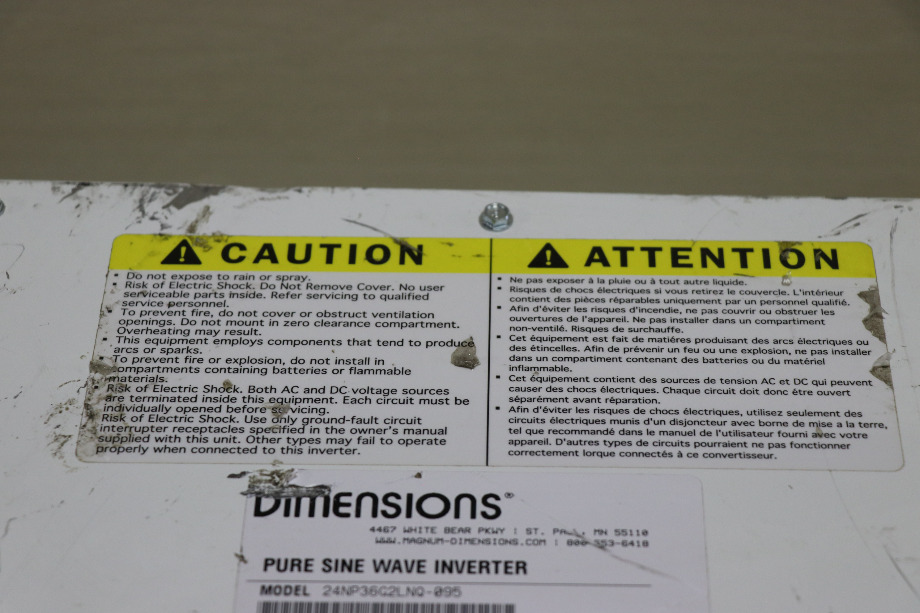 CAUTION
• Do not expose to rain or spray.
• Risk of Electric Shock. Do Not Remove Cover. No user
serviceable parts inside. Refer servicing to qualified
service personnel.
• To prevent fire, do not cover or obstruct ventilation
openings. Do not mount in zero clearance compartment.
Overheating may result.
• This equipment employs components that tend to produce
arcs or sparks.
To prevent fire or explosion, do not install in
compartments containing batteries or flammable
materials.
Risk of Electric Shock. Both AC and DC voltage sources
are terminated inside this equipment. Each circuit must be
individually opened before servicing.
Risk of Electric Shock. Use only ground-fault circuit
interrupter receptacles specified in the owner's manual
supplied with this unit. Other types may fail to operate
properly when connected to this inverter.
ATTENTION
• Ne pas exposer à la pluie ou à tout autre liquide.
• Risques de chocs électriques si vous retirez le couvercle. L'intérieur
contient des pièces réparables uniquement par un personnel qualifié.
• Afin d'éviter les risques d'incendie, ne pas couvrir ou obstruer les
ouvertures de l'appareil. Ne pas installer dans un compartiment
non-ventilé. Risques de surchauffe.
• Cet équipement est fait de matières produisant des arcs électriques ou
des étincelles. Afin de prévenir un feu ou une explosion, ne pas installer
dans un compartiment contenant des batteries ou du matériel
inflammable.
• Cet équipement contient des sources de tension AC et DC qui peuvent
causer des chocs électriques. Chaque circuit doit donc être ouvert
séparément avant réparation.
• Afin d'éviter les risques de chocs électriques, utilisez seulement des
circuits électriques munis d'un disjoncteur avec borne de mise a la terre,
tel que recommandé dans le manuel de l'utilisateur fourni avec votre
appareil. D'autres types de circuits pourraient ne pas fonctionner
correctement lorsque connectés à ce convertisseur.
DIMENSIONS®
4467 WHITE BEAR PKWY | ST. PAUL, MN 55110
WWW.MAGNUM-DIMENSIONS.COM | 800-553-6418
PURE SINE WAVE INVERTER
MODEL 24NP36G2LNQ-095